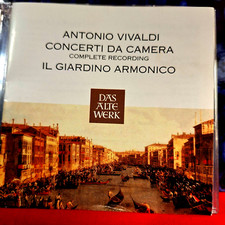 ANTONIO VIVALDI
CONCERTI DA CAMERA
COMPLETE RECORDING
IL GIARDINO ARMONICO
DAS
ALTE
WERK